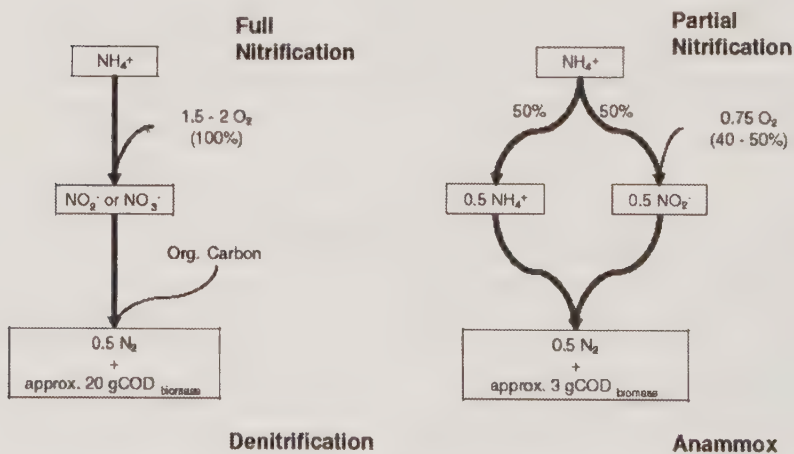 Full
Nitrification
NH₄⁺
1.5 - 2 O₂
(100%)
NO₂⁻ or NO₃⁻
Org. Carbon
0.5 N₂
+
approx. 20 gCOD biomass
Denitrification
Partial
Nitrification
NH₄⁺
50% 50%
0.75 O₂
(40 - 50%)
0.5 NH₄⁺ 0.5 NO₂⁻
0.5 N₂
+
approx. 3 gCOD biomass
Anammox